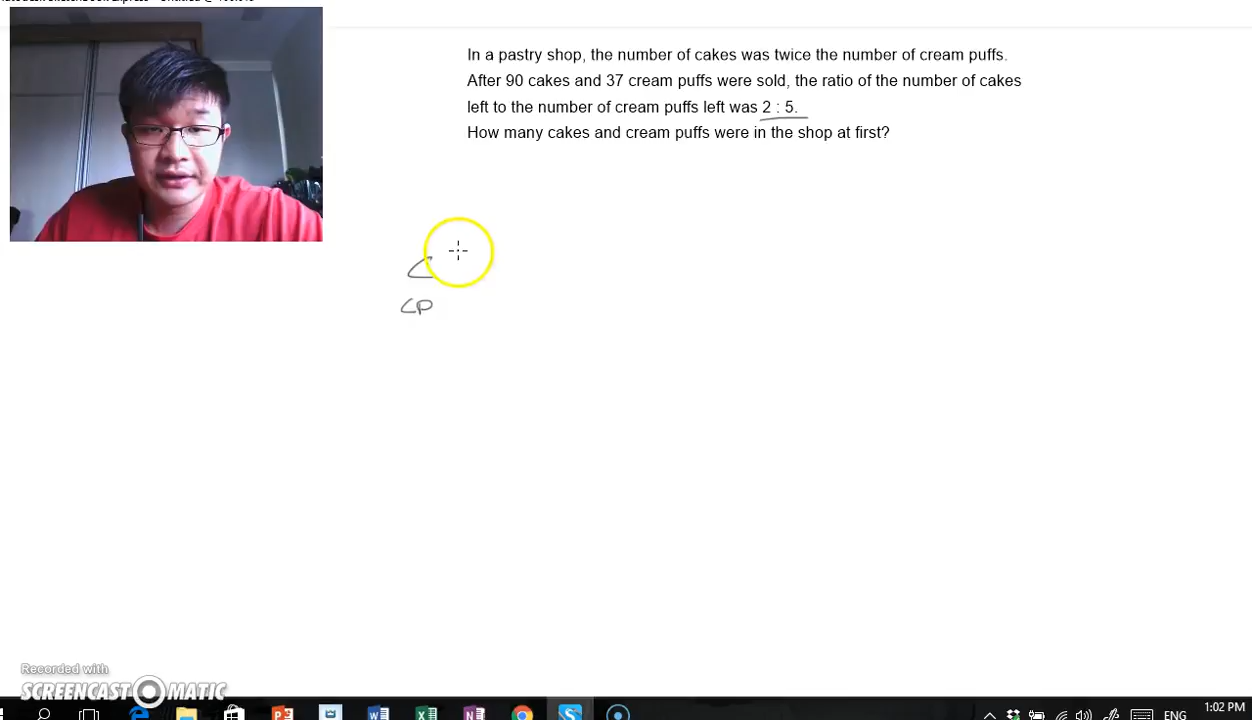 In a pastry shop, the number of cakes was twice the number of cream puffs.
After 90 cakes and 37 cream puffs were sold, the ratio of the number of cakes
left to the number of cream puffs left was 2 : 5.
How many cakes and cream puffs were in the shop at first?
C
CP
Recorded with
SCREENCAST MATIC
ENG
1:02 PM